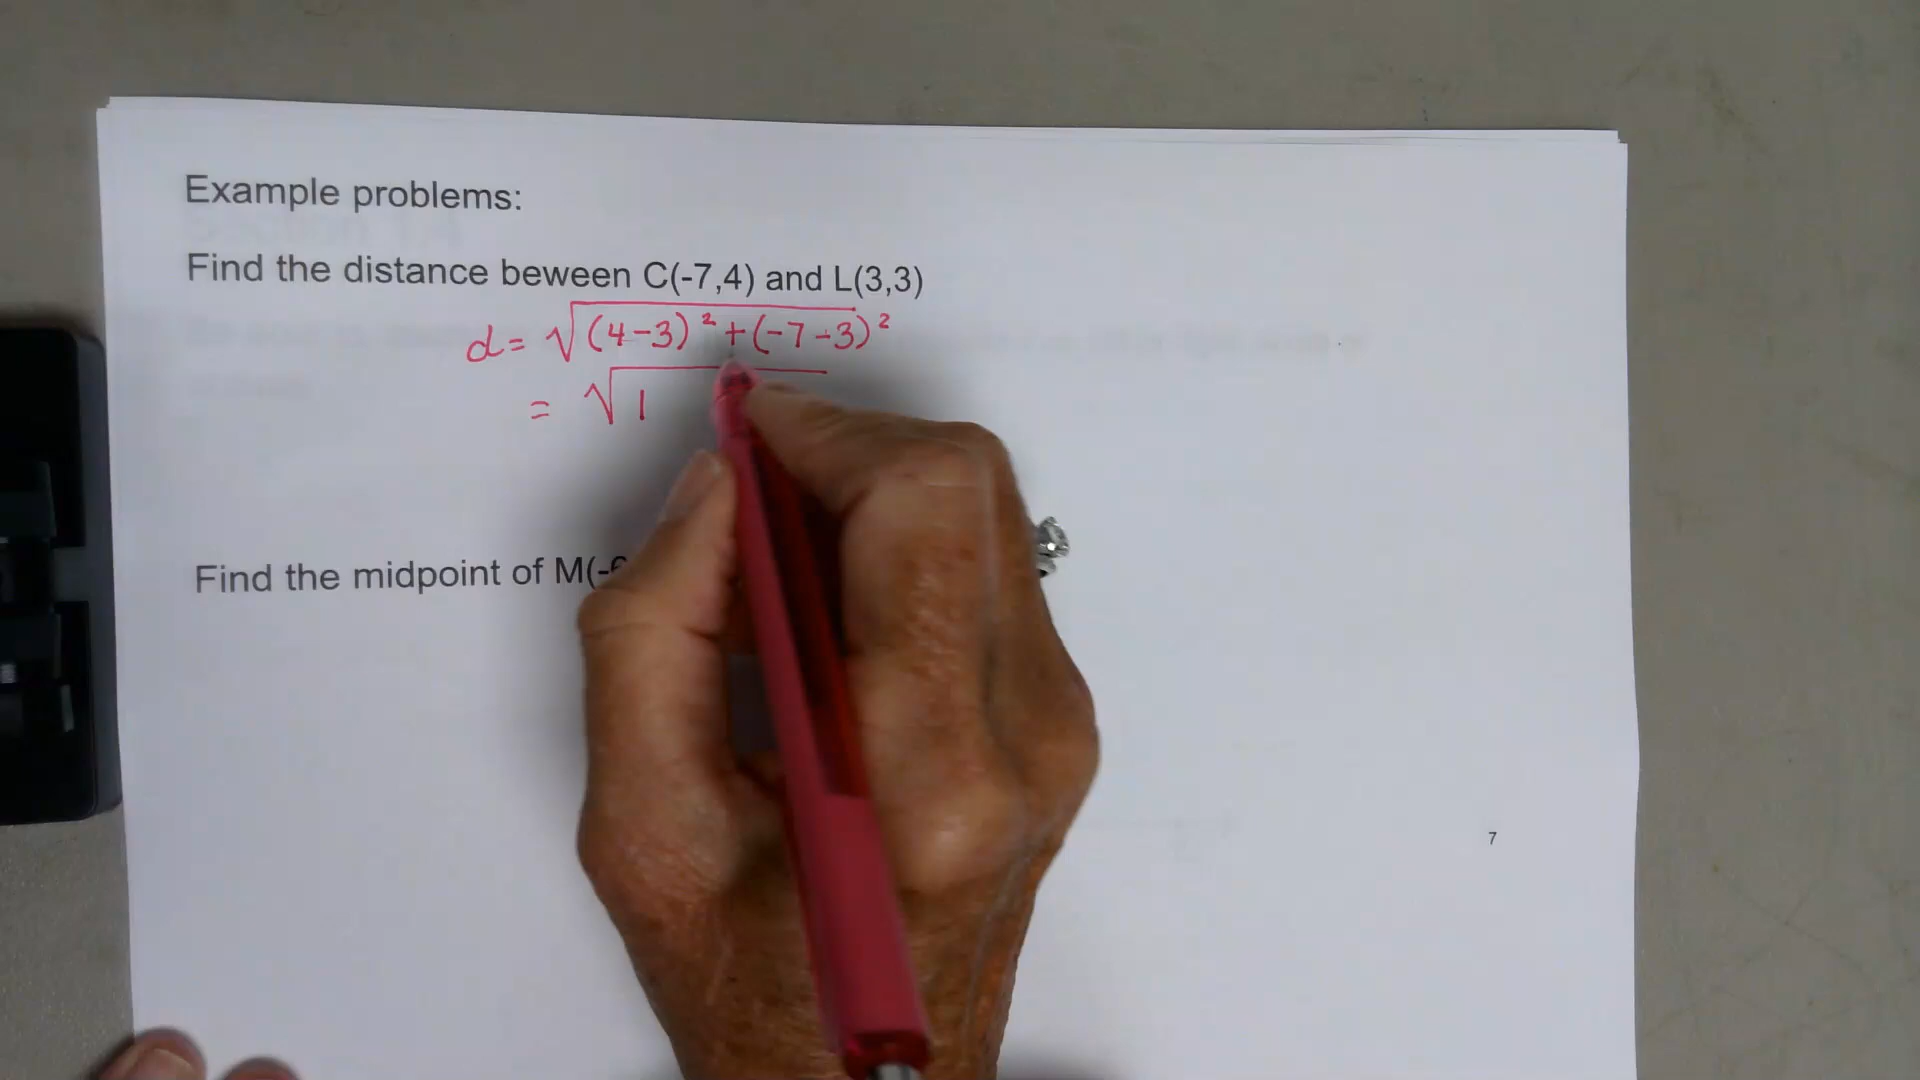 Example problems:
Find the distance beween C(-7,4) and L(3,3)
d = √(4-3)² + (-7-3)²
= √1
Find the midpoint of M(-6
7